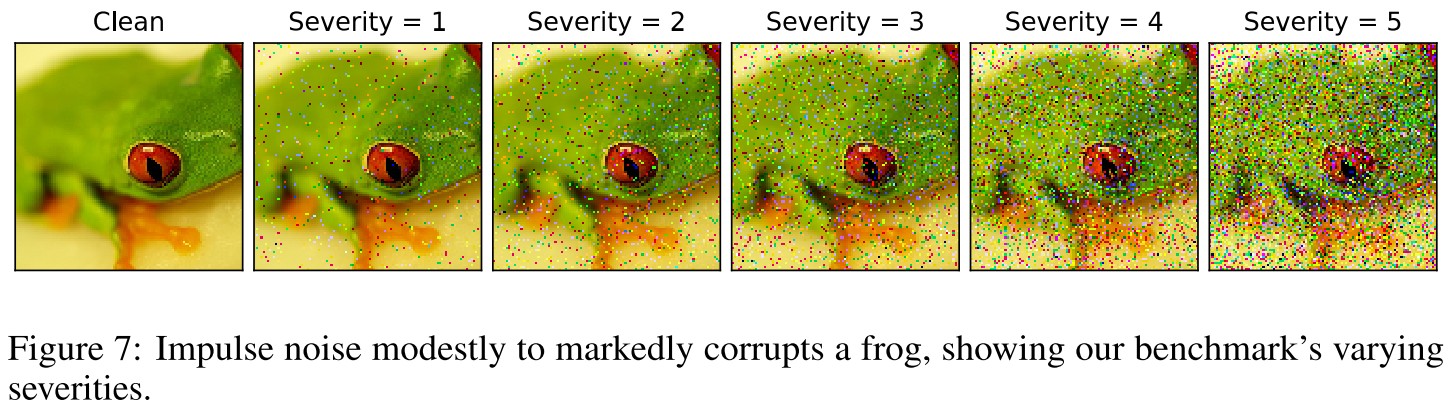 Clean Severity = 1 Severity = 2 Severity = 3 Severity = 4 Severity = 5
Figure 7: Impulse noise modestly to markedly corrupts a frog, showing our benchmark’s varying
severities.